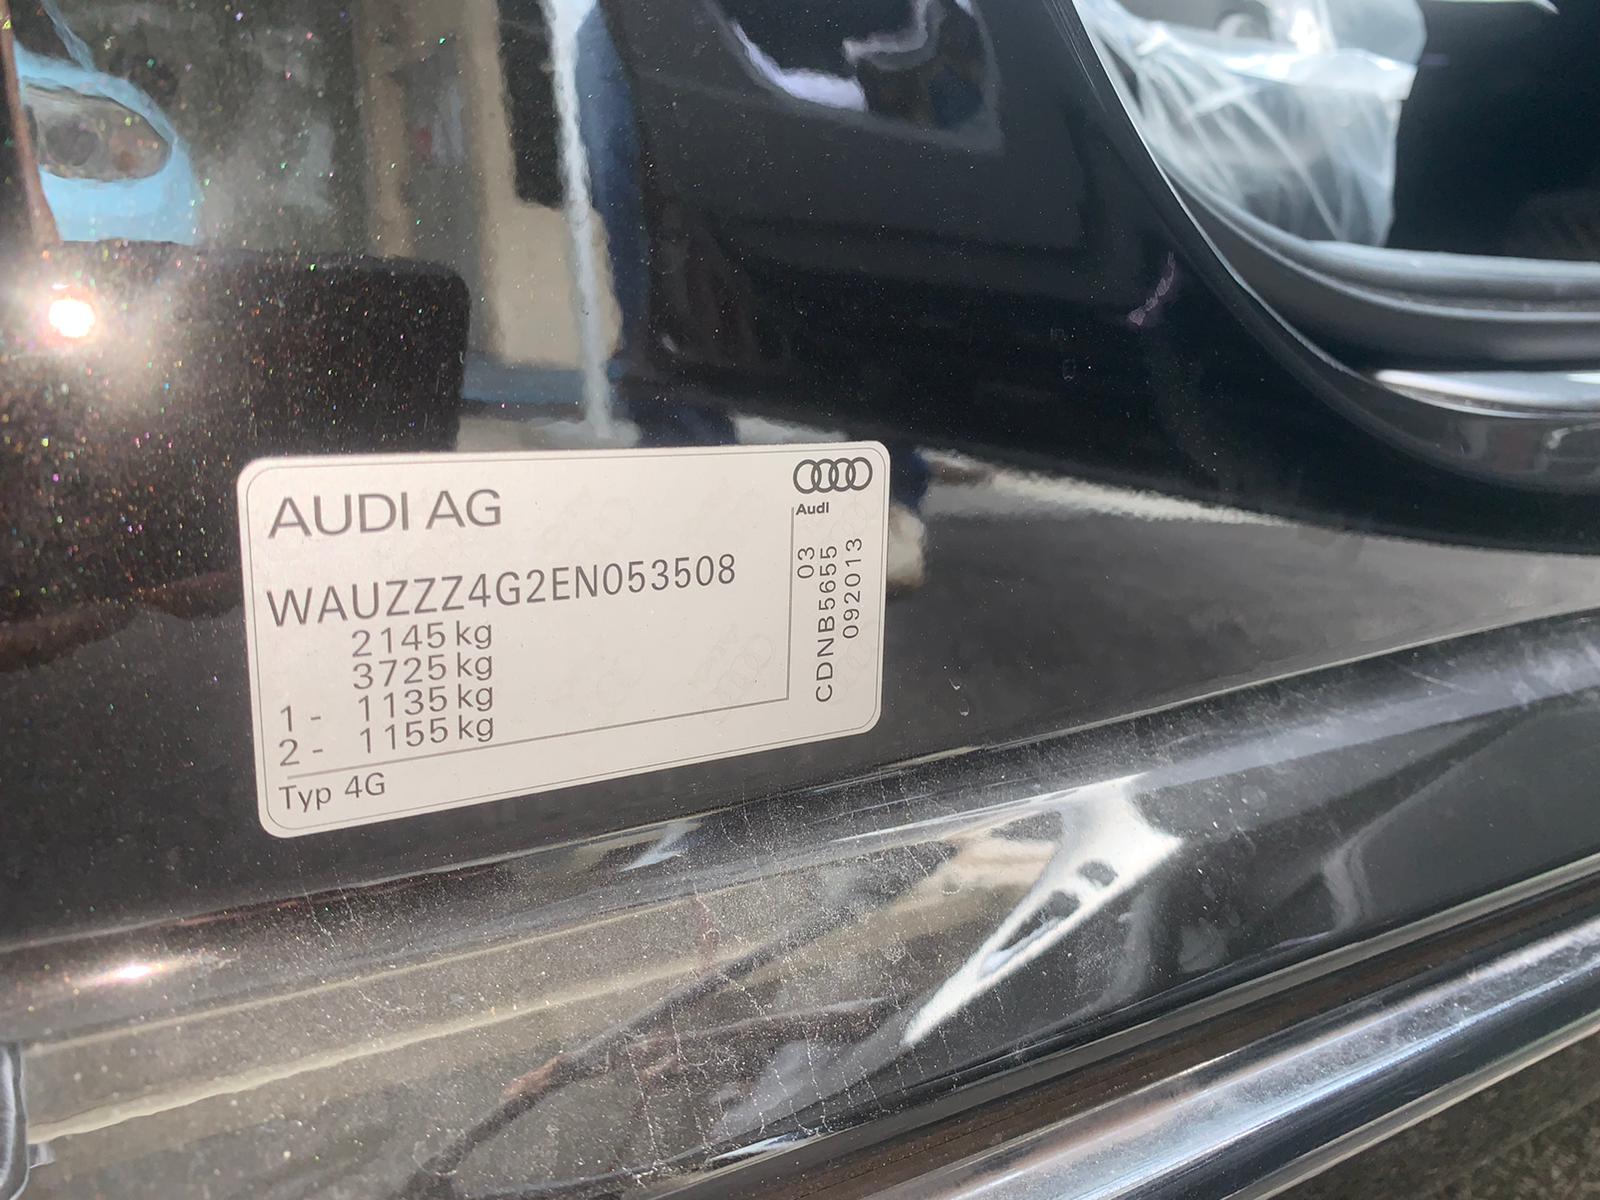 AUDI AG
WAUZZZ4G2EN053508
2145 kg
3725 kg
1 - 1135 kg
2 - 1155 kg
Typ 4G
Audi
03
CDNB5655
092013